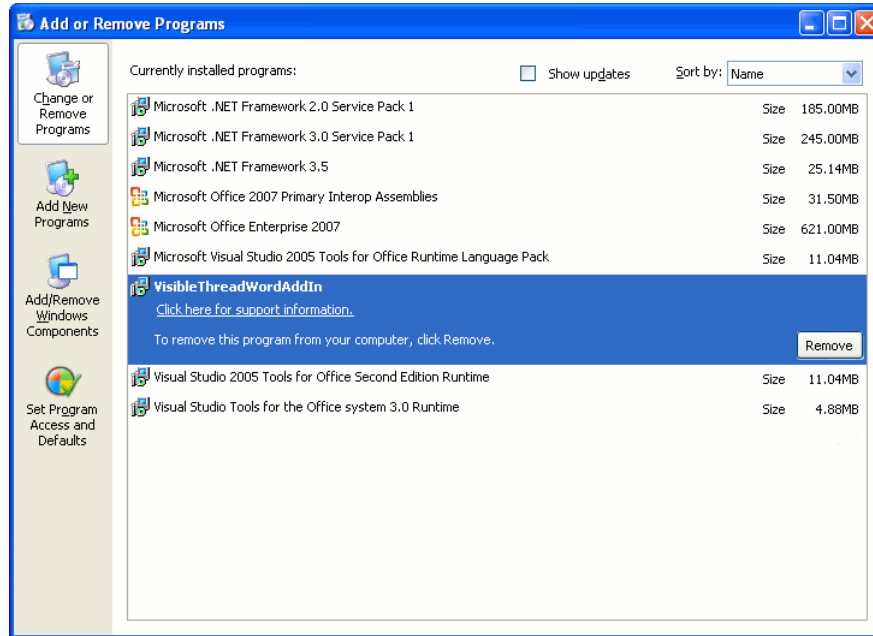 Add or Remove Programs
Change or
Remove
Programs
Add New
Programs
Add/Remove
Windows
Components
Set Program
Access and
Defaults
Currently installed programs:
Show updates
Sort by: Name
Microsoft .NET Framework 2.0 Service Pack 1 Size 185.00MB
Microsoft .NET Framework 3.0 Service Pack 1 Size 245.00MB
Microsoft .NET Framework 3.5 Size 25.14MB
Microsoft Office 2007 Primary Interop Assemblies Size 31.50MB
Microsoft Office Enterprise 2007 Size 621.00MB
Microsoft Visual Studio 2005 Tools for Office Runtime Language Pack Size 11.04MB
VisibleThreadWordAddIn
Click here for support information.
To remove this program from your computer, click Remove. Remove
Visual Studio 2005 Tools for Office Second Edition Runtime Size 11.04MB
Visual Studio Tools for the Office system 3.0 Runtime Size 4.88MB